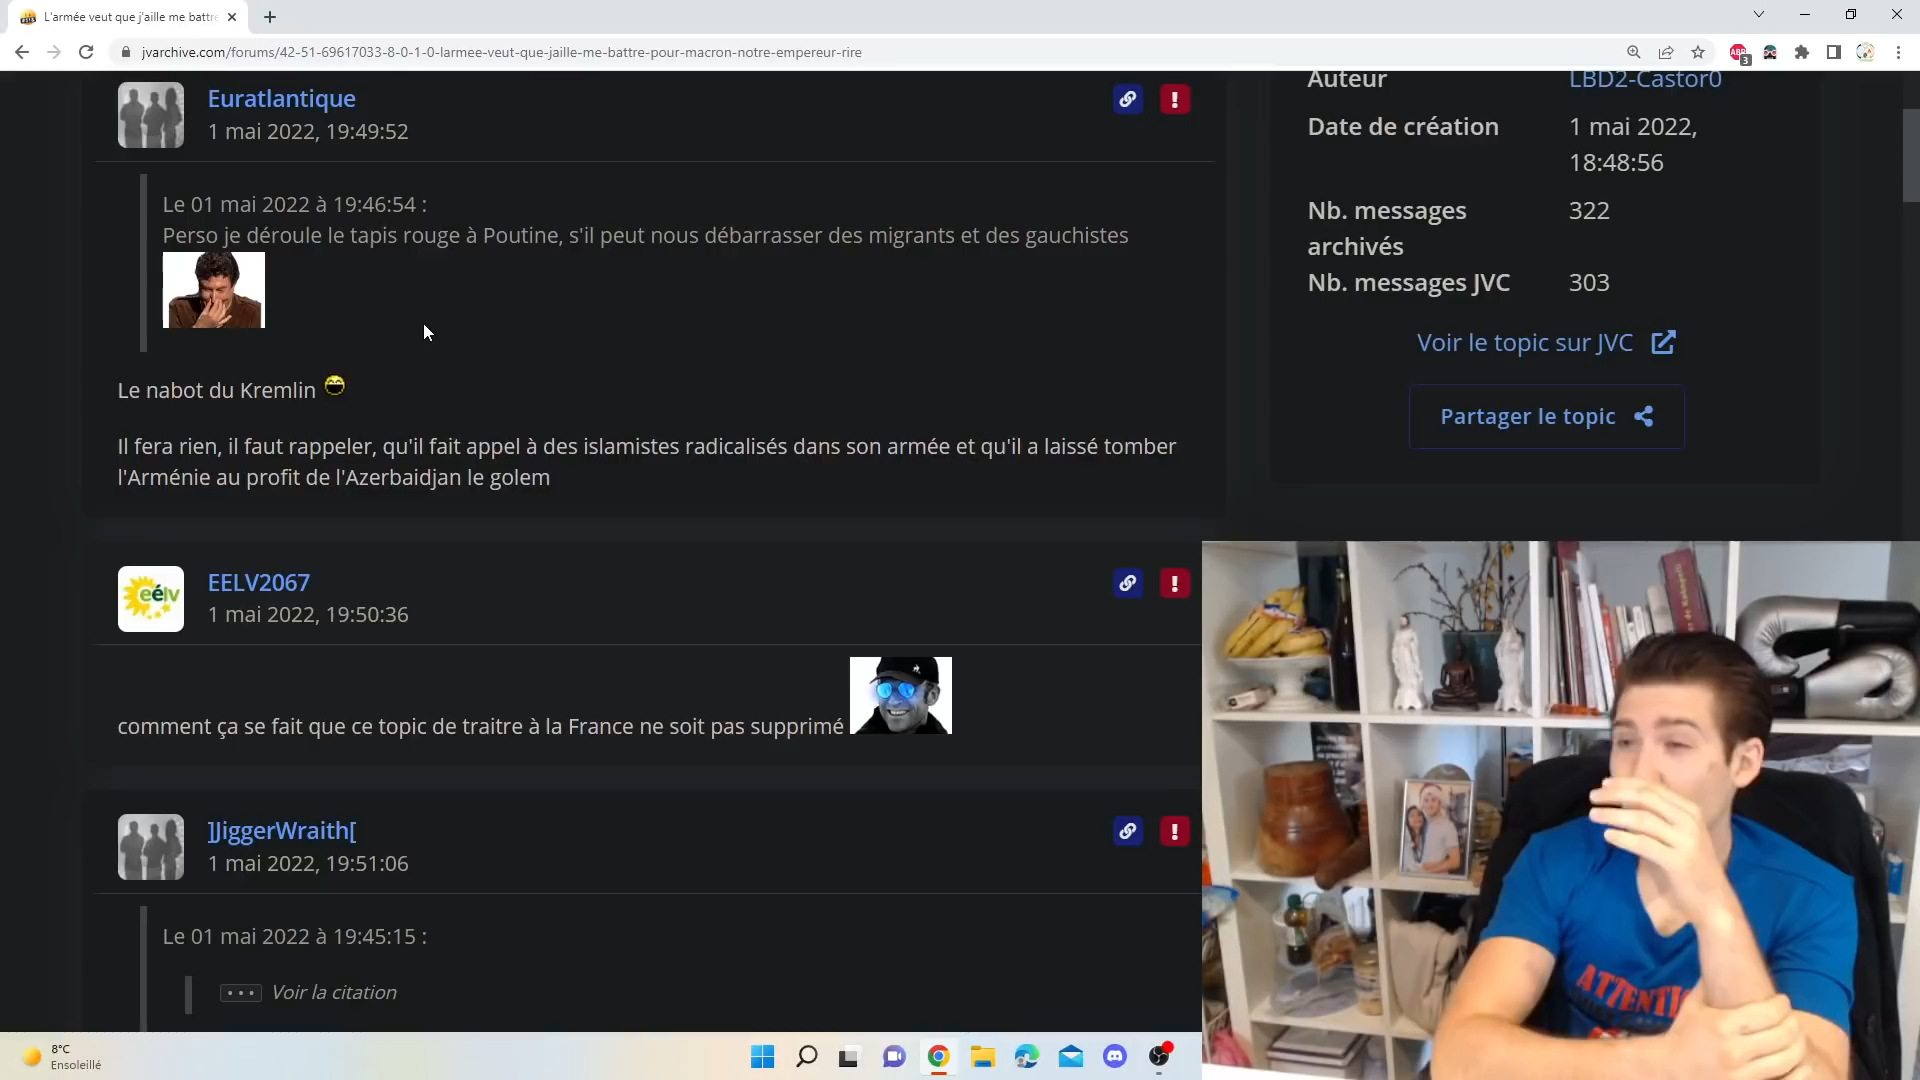 L'armée veut que j'aille me battr
jvarchive.com/forums/42-51-69617033-8-0-1-0-larmee-veut-que-jaille-me-battre-pour-macron-notre-empereur-rire
ABP
3
Euratlantique
1 mai 2022, 19:49:52
Le 01 mai 2022 à 19:46:54 :
Perso je déroule le tapis rouge à Poutine, s'il peut nous débarrasser des migrants et des gauchistes
Le nabot du Kremlin
Il fera rien, il faut rappeler, qu'il fait appel à des islamistes radicalisés dans son armée et qu'il a laissé tomber
l'Arménie au profit de l'Azerbaidjan le golem
Auteur
LBD2-Castor0
Date de création
1 mai 2022,
18:48:56
Nb. messages
archivés
322
Nb. messages JVC
303
Voir le topic sur JVC
Partager le topic
eélv
EELV2067
1 mai 2022, 19:50:36
comment ça se fait que ce topic de traitre à la France ne soit pas supprimé
]JiggerWraith[
1 mai 2022, 19:51:06
Le 01 mai 2022 à 19:45:15 :
Voir la citation
ATTENTI
8°C
Ensoleillé